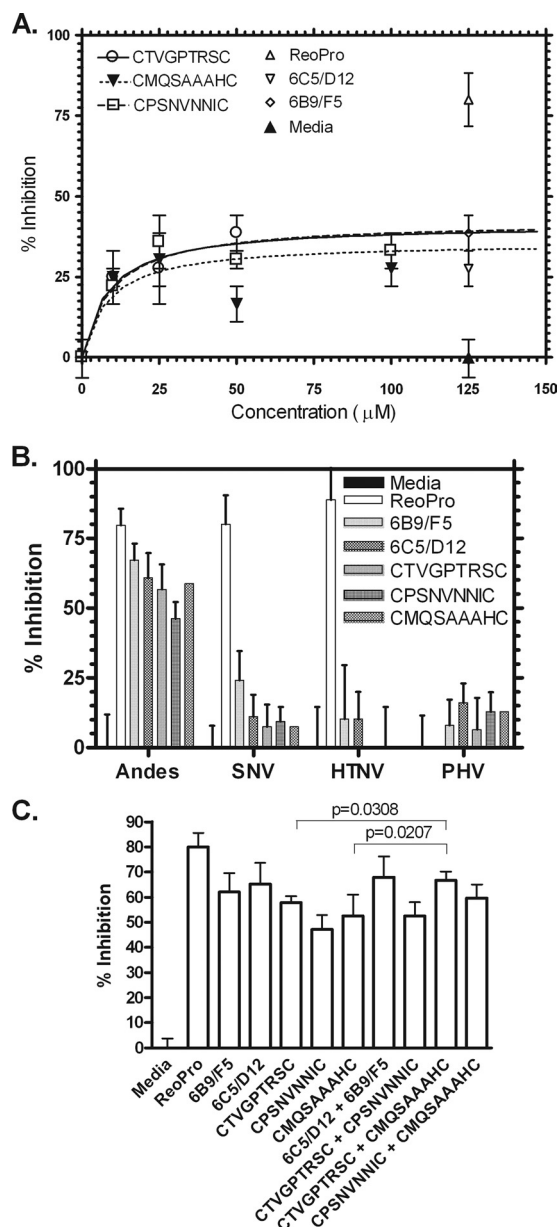 A.
100
75
50
25
0
% Inhibition
CTVGPTRSC
CMQSAAAHC
CPSNVNNIC
ReoPro
6C5/D12
6B9/F5
Media
0 25 50 75 100 125 150
Concentration ( μM)
B.
100
75
50
25
0
% Inhibition
Media
ReoPro
6B9/F5
6C5/D12
CTVGPTRSC
CPSNVNNIC
CMQSAAAHC
Andes SNV HTNV PHV
C.
p=0.0308
p=0.0207
90
80
70
60
50
40
30
20
10
0
% Inhibition
Media
ReoPro
6B9/F5
6C5/D12
CTVGPTRSC
CPSNVNNIC
CMQSAAAHC
6C5/D12 + 6B9/F5
CTVGPTRSC + CPSNVNNIC
CTVGPTRSC + CMQSAAAHC
CPSNVNNIC + CMQSAAAHC